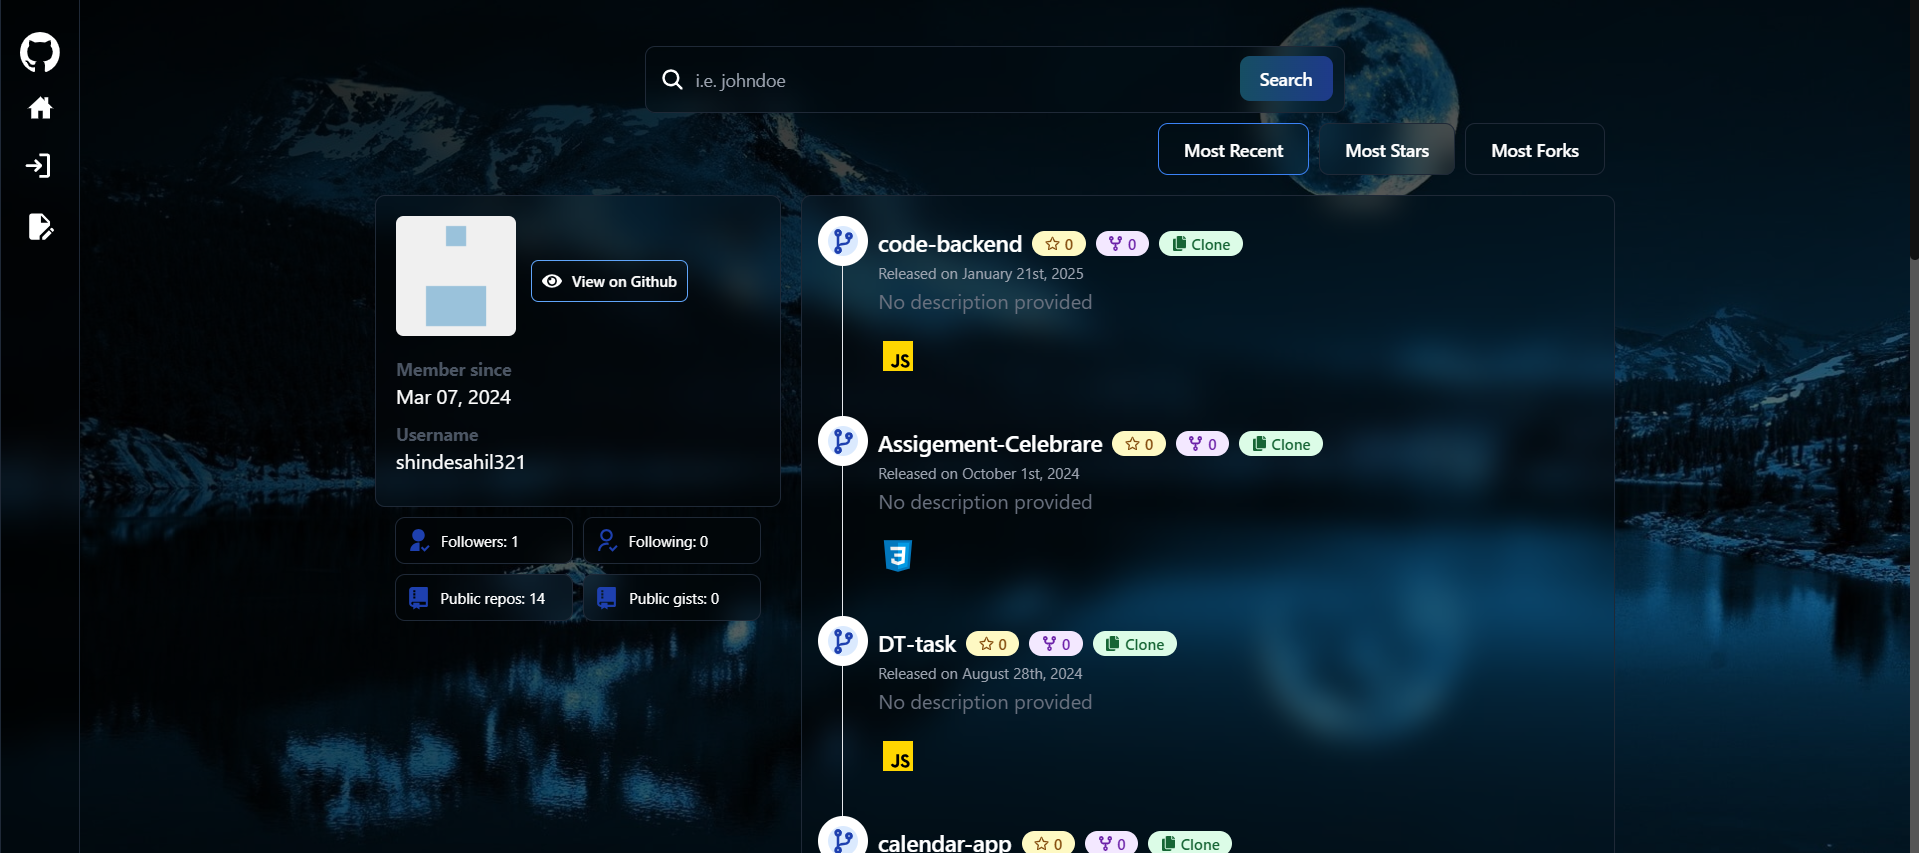 i.e. johndoe
Search
Most Recent
Most Stars
Most Forks
View on Github
Member since
Mar 07, 2024
Username
shindesahil321
Followers: 1
Following: 0
Public repos: 14
Public gists: 0
code-backend 0 0 Clone
Released on January 21st, 2025
No description provided
JS
Assigement-Celebrare 0 0 Clone
Released on October 1st, 2024
No description provided
3
DT-task 0 0 Clone
Released on August 28th, 2024
No description provided
JS
calendar-app 0 0 Clone